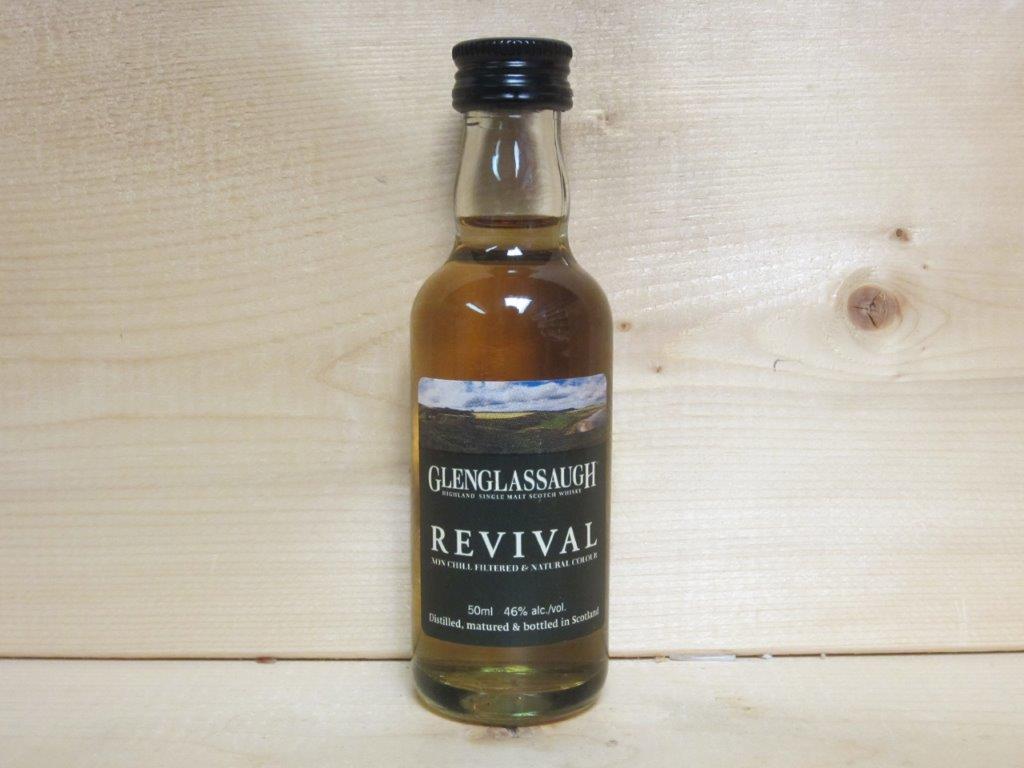 GLENGLASSAUGH
HIGHLAND SINGLE MALT SCOTCH WHISKY
REVIVAL
NON CHILL FILTERED & NATURAL COLOUR
50ml 46% alc./vol.
Distilled, matured & bottled in Scotland